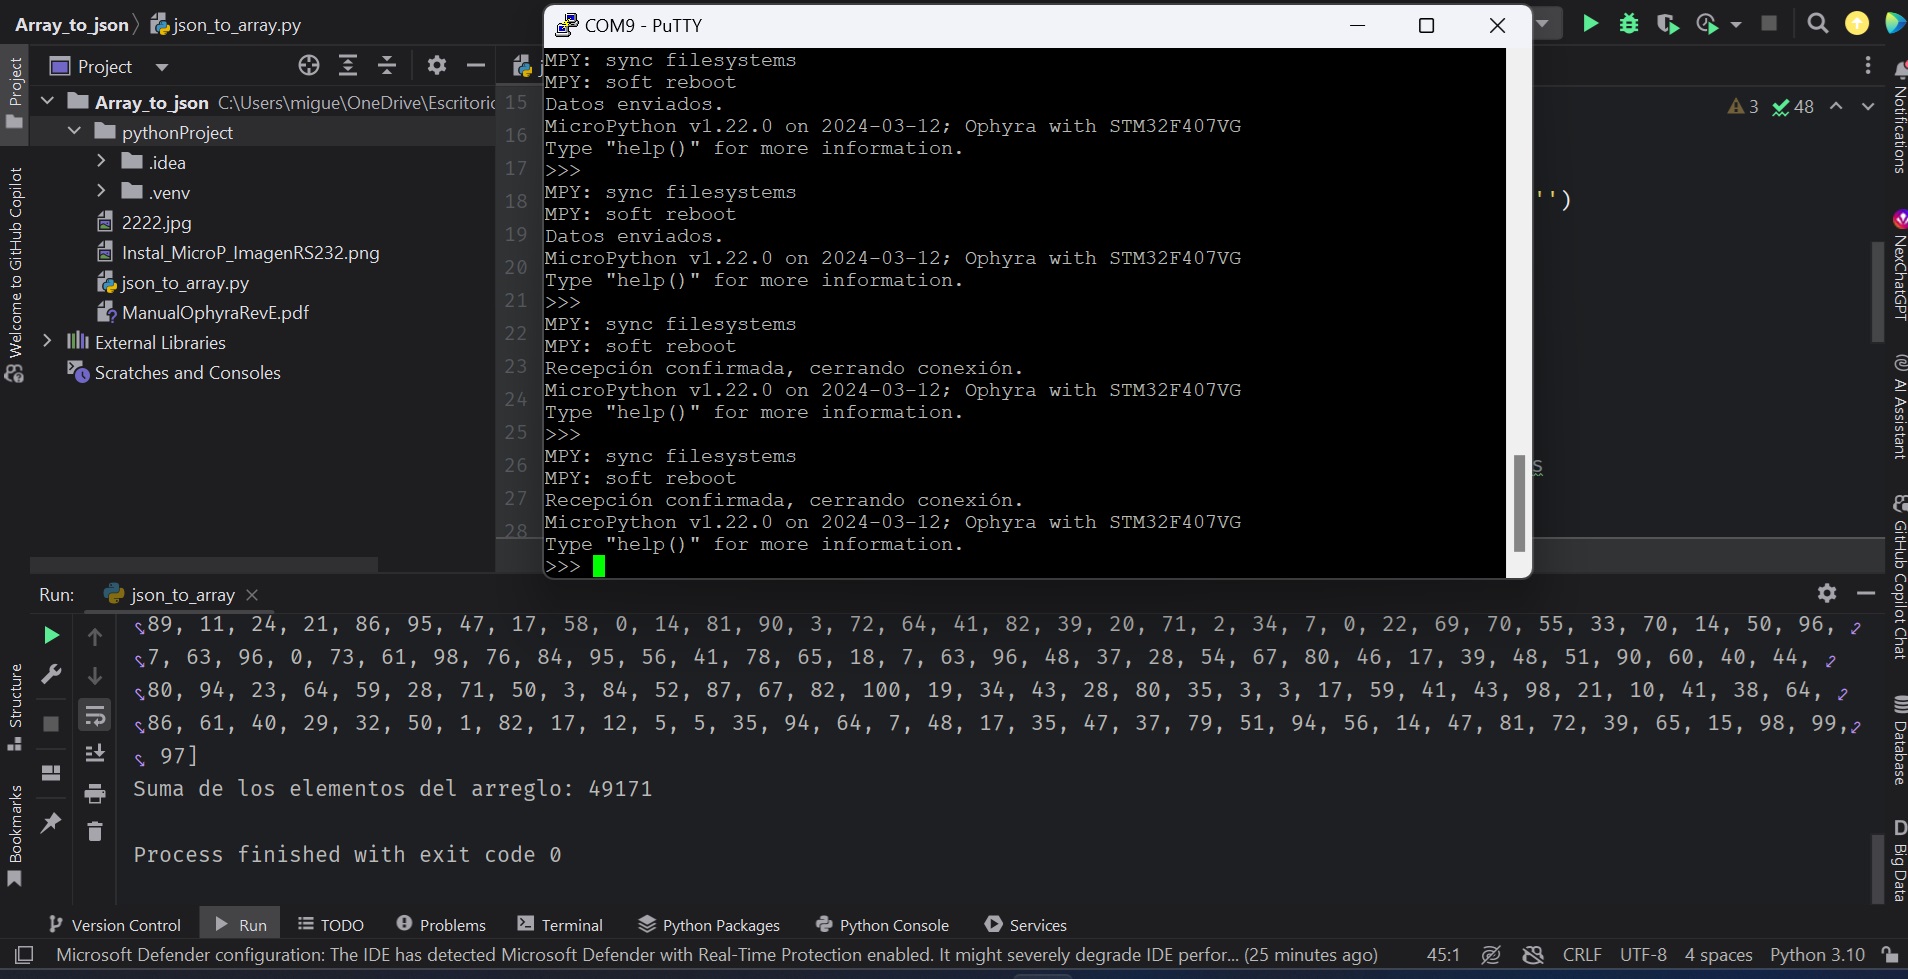 Array_to_json
json_to_array.py
COM9 - PuTTY
Project
Array_to_json C:\Users\migue\OneDrive\Escritorio
pythonProject
.idea
.venv
2222.jpg
Instal_MicroP_ImagenRS232.png
json_to_array.py
ManualOphyraRevE.pdf
External Libraries
Scratches and Consoles
Project
Welcome to GitHub Copilot
Structure
Bookmarks
15
16
17
18
19
20
21
22
23
24
25
26
27
28
MPY: sync filesystems
MPY: soft reboot
Datos enviados.
MicroPython v1.22.0 on 2024-03-12; Ophyra with STM32F407VG
Type "help()" for more information.
>>>
MPY: sync filesystems
MPY: soft reboot
Datos enviados.
MicroPython v1.22.0 on 2024-03-12; Ophyra with STM32F407VG
Type "help()" for more information.
>>>
MPY: sync filesystems
MPY: soft reboot
Recepción confirmada, cerrando conexión.
MicroPython v1.22.0 on 2024-03-12; Ophyra with STM32F407VG
Type "help()" for more information.
>>>
MPY: sync filesystems
MPY: soft reboot
Recepción confirmada, cerrando conexión.
MicroPython v1.22.0 on 2024-03-12; Ophyra with STM32F407VG
Type "help()" for more information.
>>>
3 48
'')
s
Notifications
NexChatGPT
AI Assistant
GitHub Copilot Chat
Database
Big Data
D
Run: json_to_array
89, 11, 24, 21, 86, 95, 47, 17, 58, 0, 14, 81, 90, 3, 72, 64, 41, 82, 39, 20, 71, 2, 34, 7, 0, 22, 69, 70, 55, 33, 70, 14, 50, 96,
7, 63, 96, 0, 73, 61, 98, 76, 84, 95, 56, 41, 78, 65, 18, 7, 63, 96, 48, 37, 28, 54, 67, 80, 46, 17, 39, 48, 51, 90, 60, 40, 44,
80, 94, 23, 64, 59, 28, 71, 50, 3, 84, 52, 87, 67, 82, 100, 19, 34, 43, 28, 80, 35, 3, 3, 17, 59, 41, 43, 98, 21, 10, 41, 38, 64,
86, 61, 40, 29, 32, 50, 1, 82, 17, 12, 5, 5, 35, 94, 64, 7, 48, 17, 35, 47, 37, 79, 51, 94, 56, 14, 47, 81, 72, 39, 65, 15, 98, 99,
97]
Suma de los elementos del arreglo: 49171
Process finished with exit code 0
Version Control
Run
TODO
Problems
Terminal
Python Packages
Python Console
Services
Microsoft Defender configuration: The IDE has detected Microsoft Defender with Real-Time Protection enabled. It might severely degrade IDE perfor... (25 minutes ago)
45:1
CRLF
UTF-8
4 spaces
Python 3.10